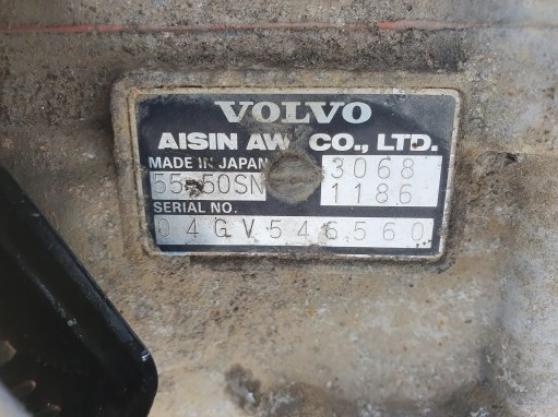 VOLVO
AISIN AW CO., LTD.
MADE IN JAPAN 3068
55-50SN 1186
SERIAL NO.
04GV546560